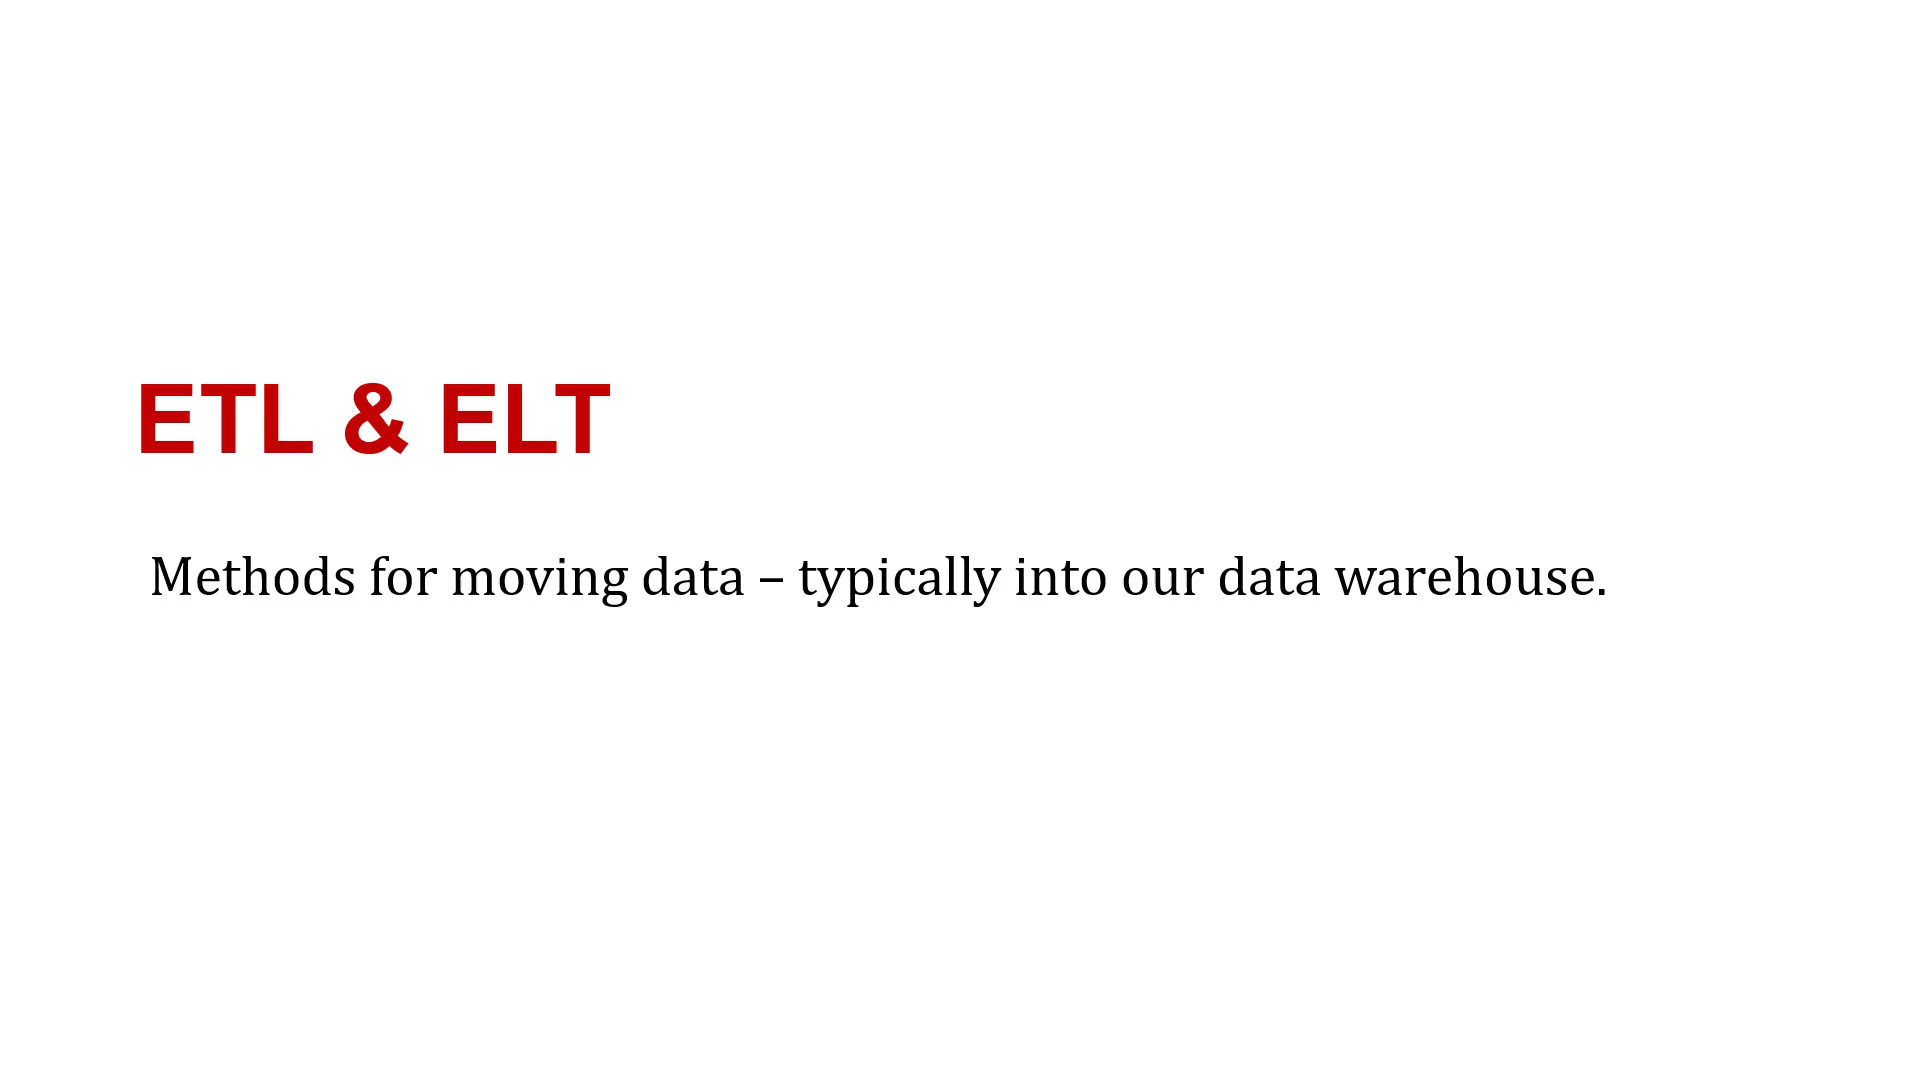 ETL & ELT
Methods for moving data – typically into our data warehouse.